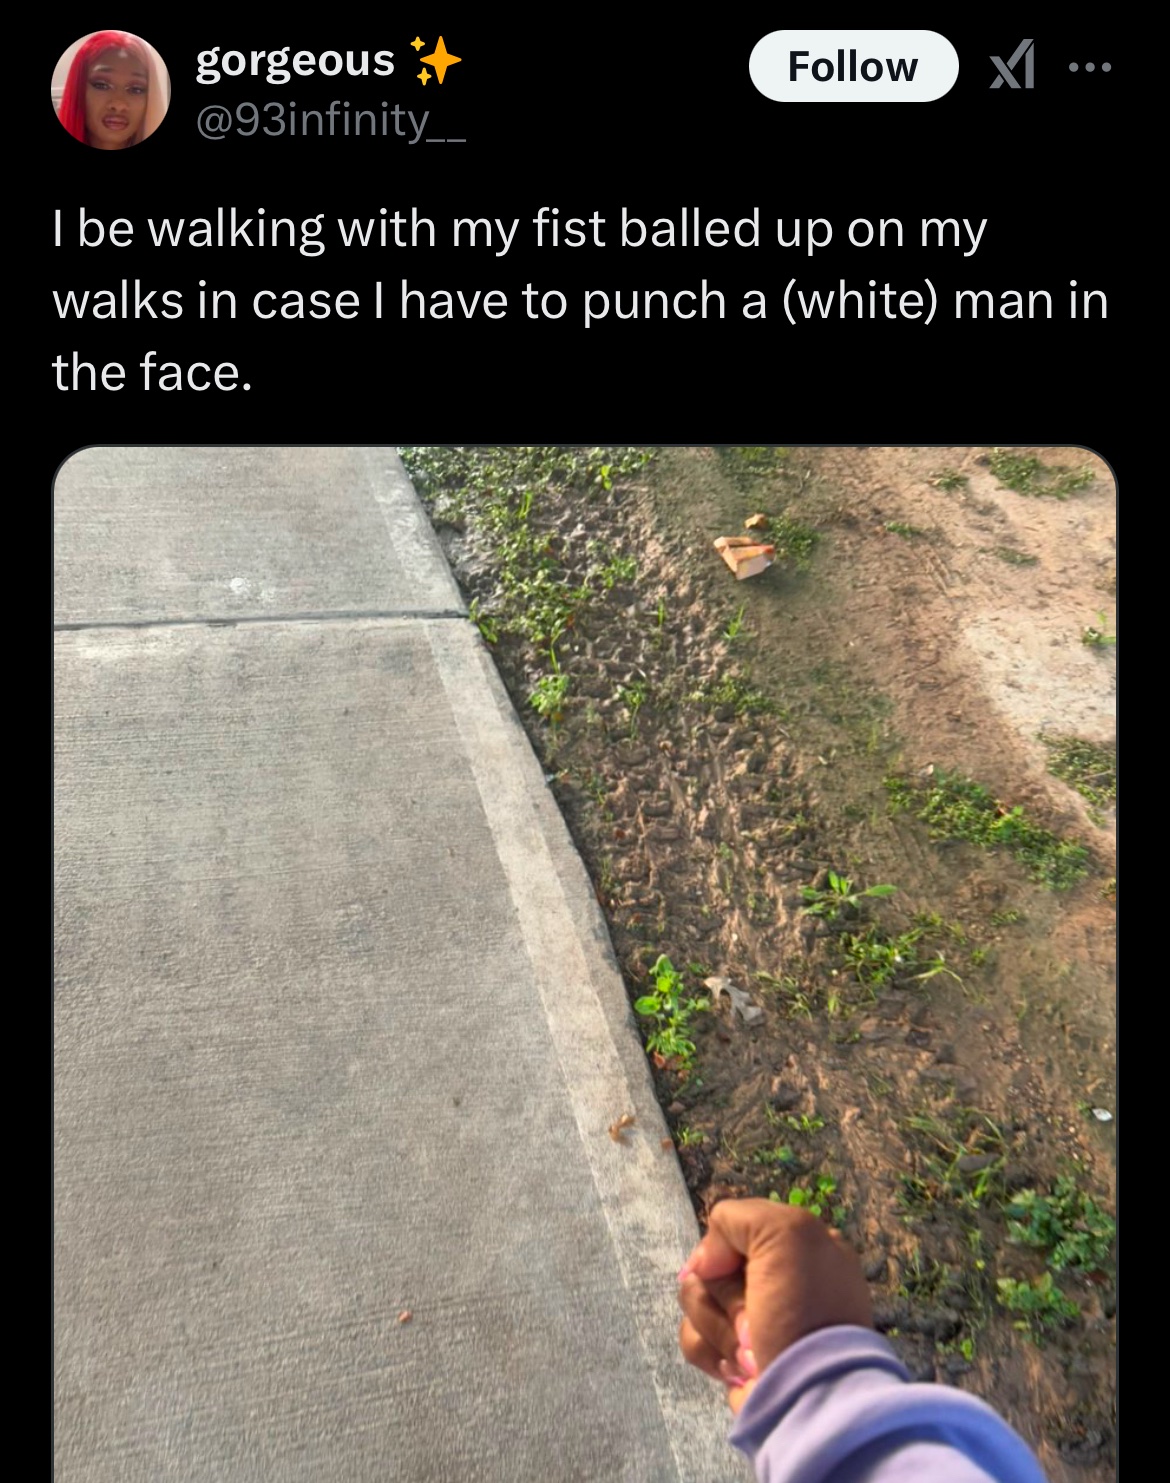 gorgeous ✨
Follow
@93infinity__
I be walking with my fist balled up on my
walks in case I have to punch a (white) man in
the face.